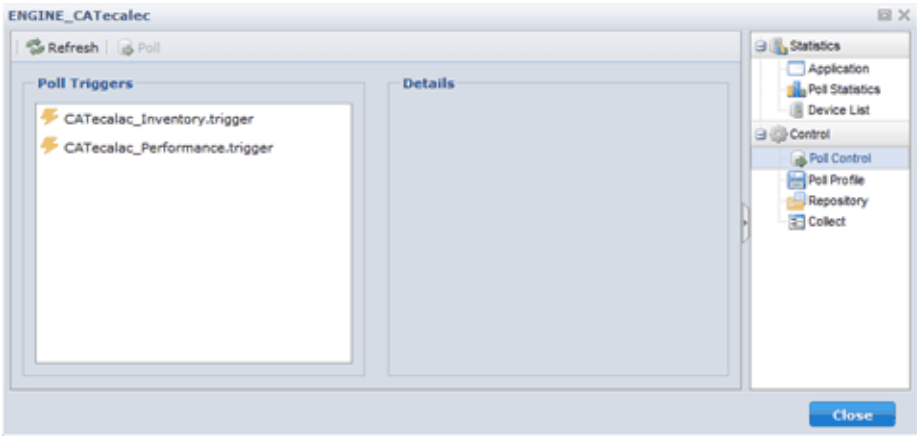 ENGINE_CATecalec
Refresh
Poll
Poll Triggers
CATecalac_Inventory.trigger
CATecalac_Performance.trigger
Details
Statistics
Application
Poll Statistics
Device List
Control
Poll Control
Poll Profile
Repository
Collect
Close